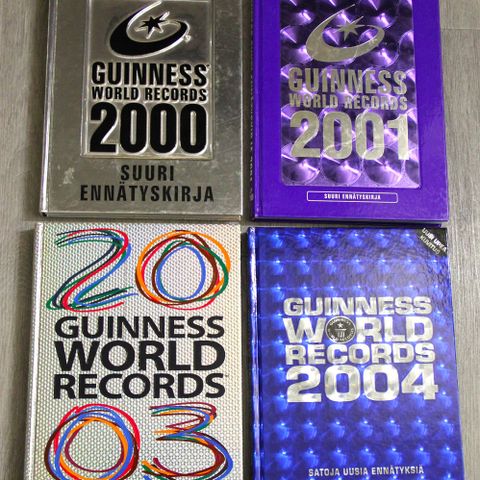 GUINNESS
WORLD RECORDS
2000
SUURI
ENNÄTYSKIRJA
GUINNESS
WORLD RECORDS
2001
SUURI ENNÄTYSKIRJA
20
GUINNESS
WORLD
RECORDS™
03
GUINNESS
WORLD
RECORDS
2004
SATOJA UUSIA ENNÄTYKSIÄ